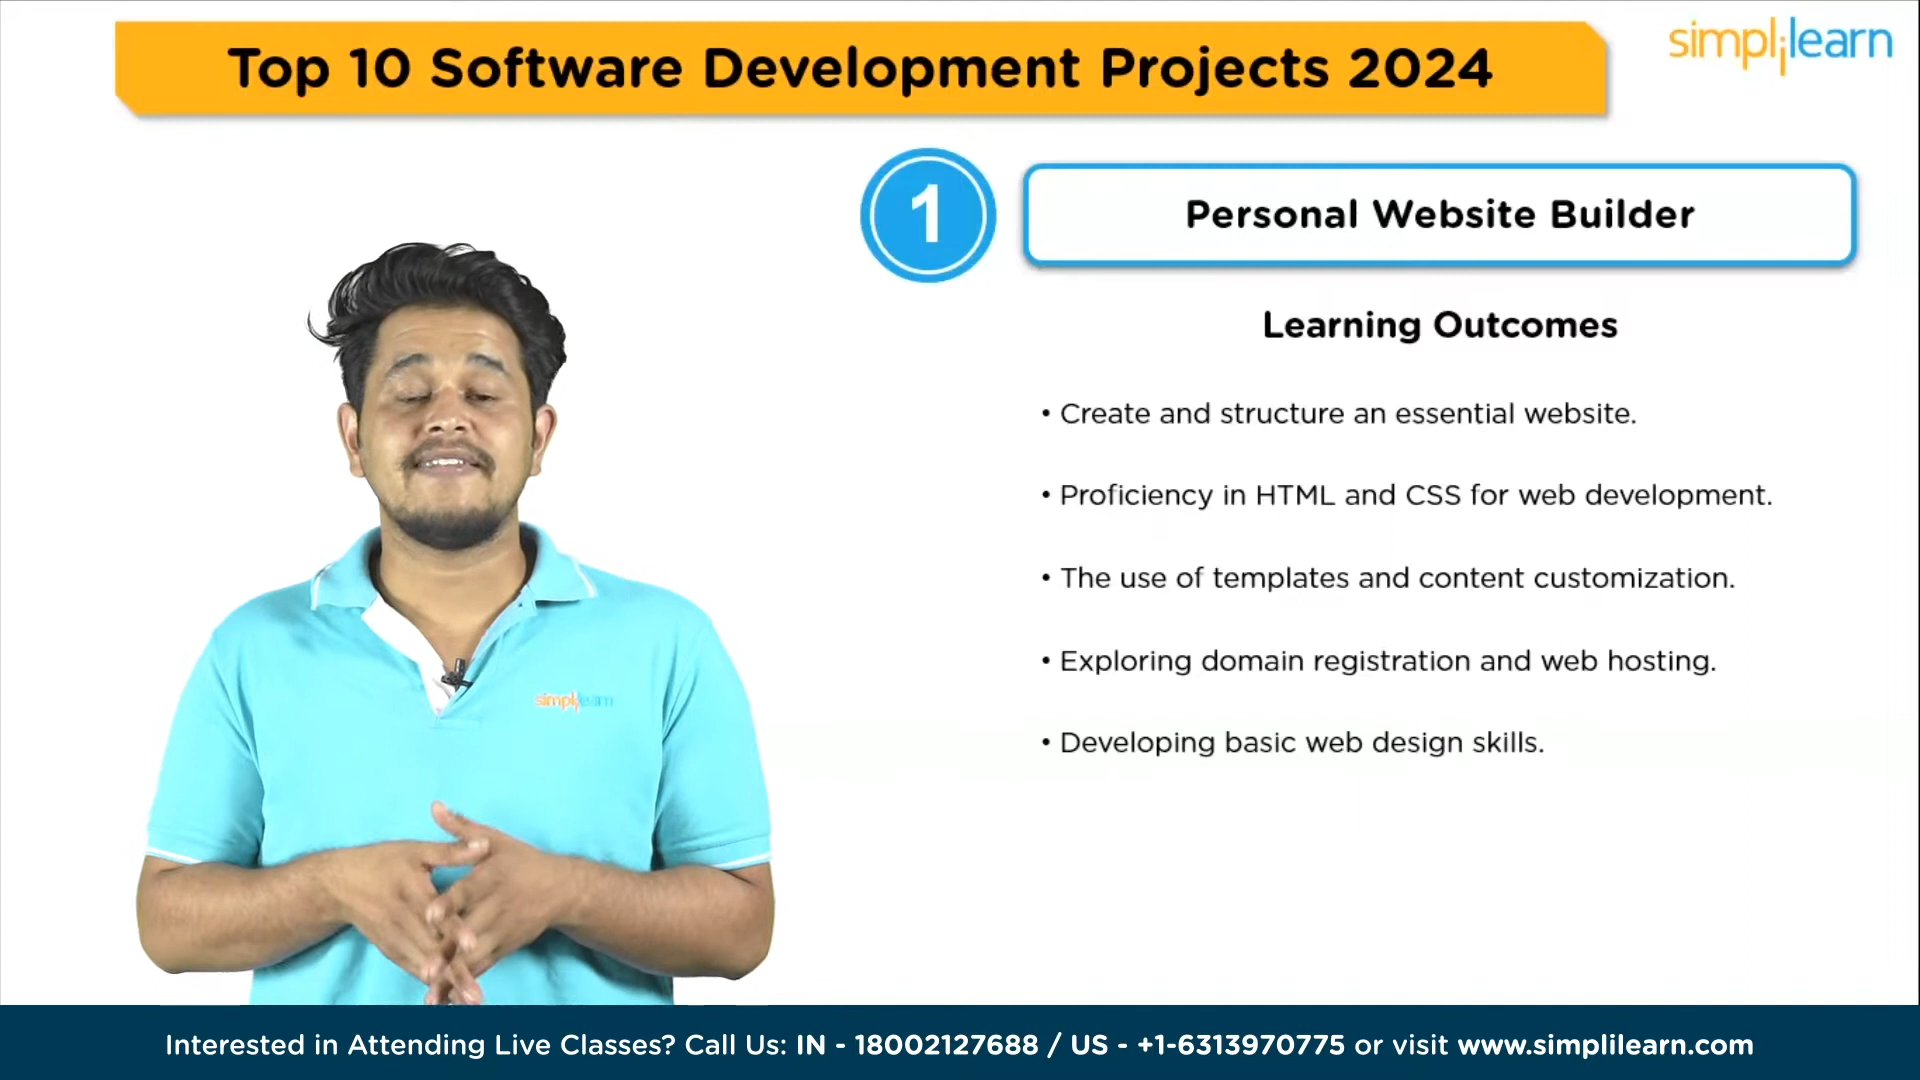 Top 10 Software Development Projects 2024
simplilearn
1
Personal Website Builder
Learning Outcomes
• Create and structure an essential website.
• Proficiency in HTML and CSS for web development.
• The use of templates and content customization.
• Exploring domain registration and web hosting.
• Developing basic web design skills.
simplilearn
Interested in Attending Live Classes? Call Us: IN - 18002127688 / US - +1-6313970775 or visit www.simplilearn.com